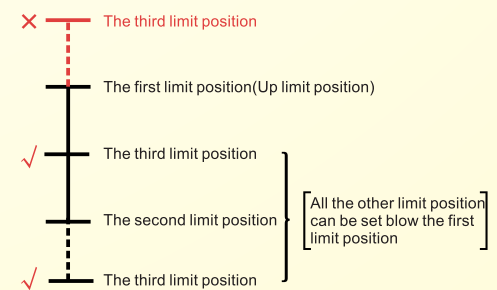 The third limit position
The first limit position(Up limit position)
The third limit position
The second limit position
The third limit position
All the other limit position
can be set blow the first
limit position